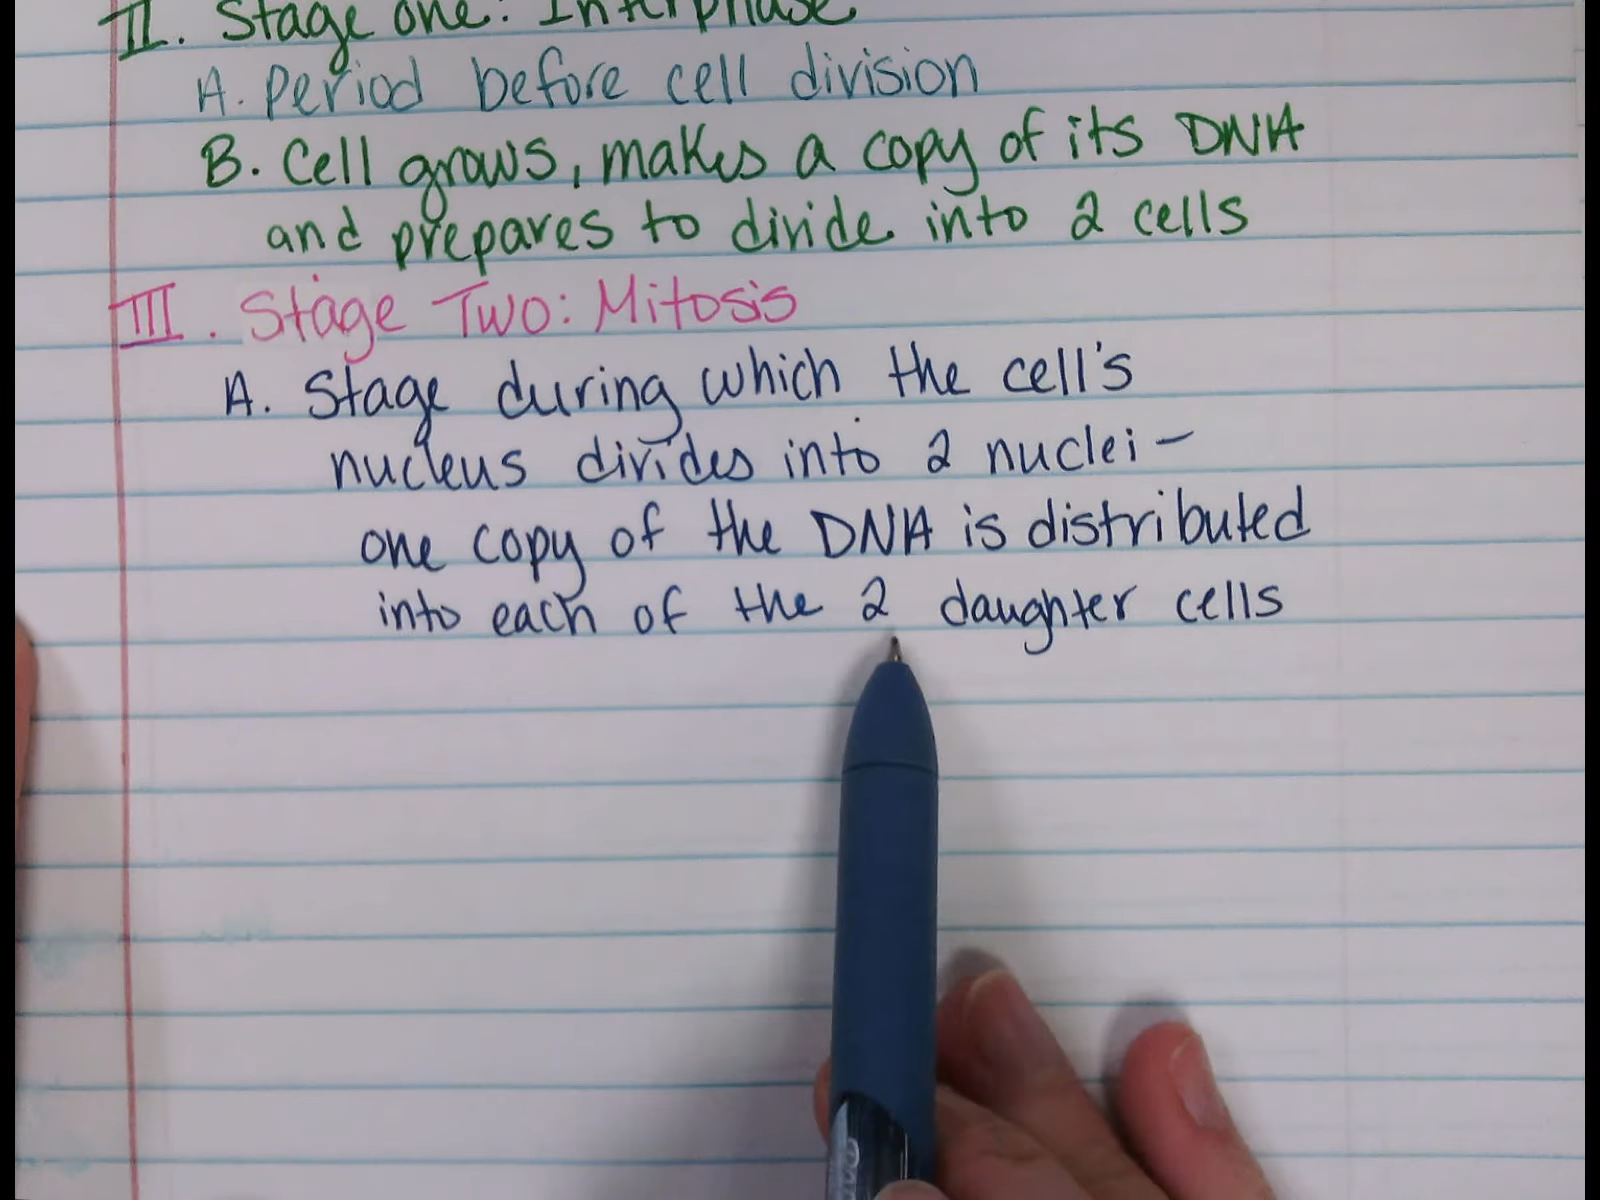 II. Stage one: Interphase
A. Period before cell division
B. Cell grows, makes a copy of its DNA
and prepares to divide into 2 cells
III. Stage Two: Mitosis
A. Stage during which the cell's
nucleus divides into 2 nuclei -
one copy of the DNA is distributed
into each of the 2 daughter cells